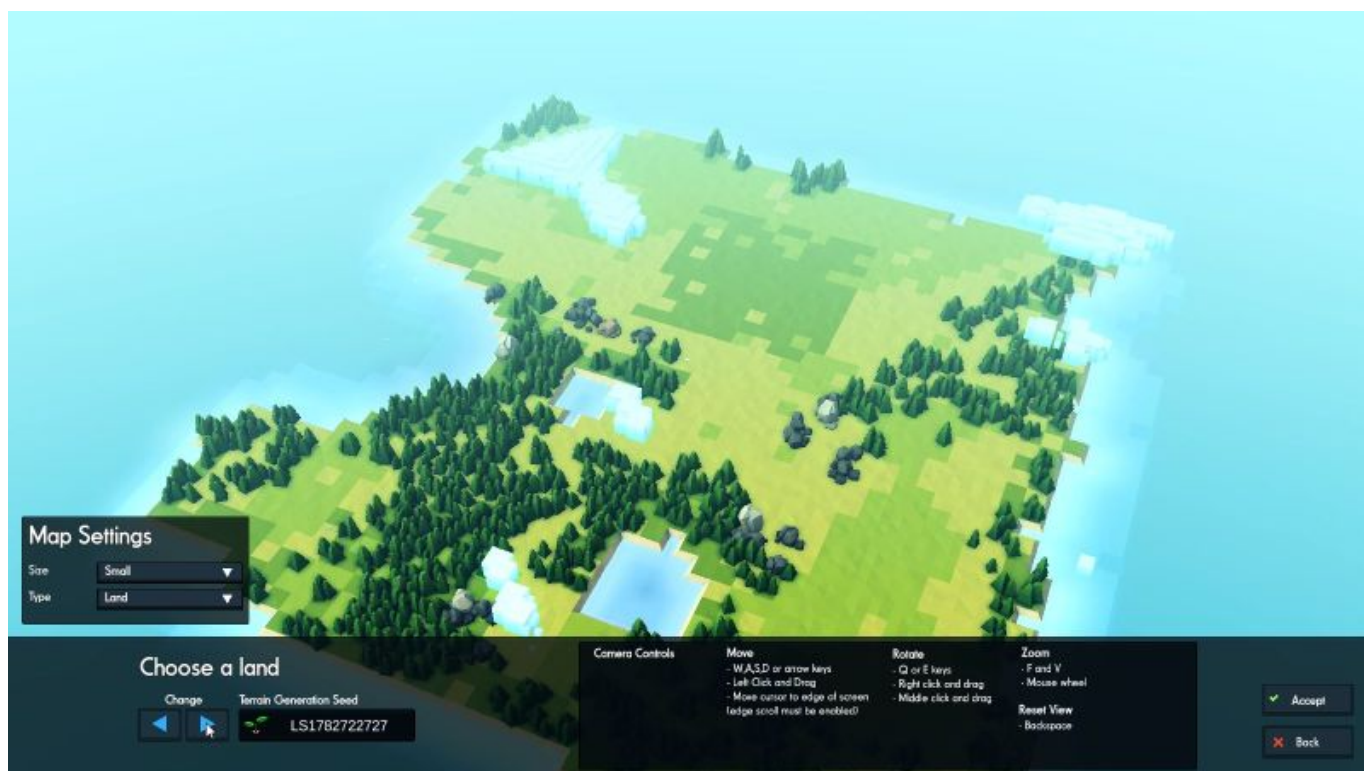 Map Settings
Size
Small
Type
Land
Choose a land
Change
Terrain Generation Seed
LS1782722727
Camera Controls
Move
- W,A,S,D or arrow keys
- Left Click and Drag
- Move cursor to edge of screen
(edge scroll must be enabled)
Rotate
- Q or E keys
- Right click and drag
- Middle click and drag
Zoom
- F and V
- Mouse wheel
Reset View
- Backspace
Accept
Back